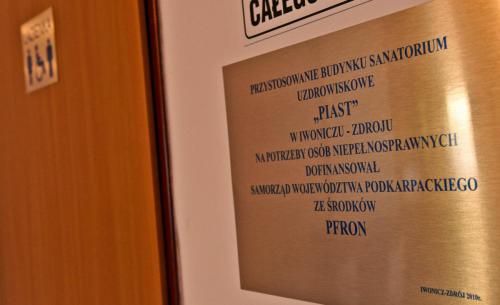 CAŁEGO
PRZYSTOSOWANIE BUDYNKU SANATORIUM
UZDROWISKOWE
„PIAST”
W IWONICZU - ZDROJU
NA POTRZEBY OSÓB NIEPEŁNOSPRAWNYCH
DOFINANSOWAŁ
SAMORZĄD WOJEWÓDZTWA PODKARPACKIEGO
ZE ŚRODKÓW
PFRON
IWONICZ-ZDRÓJ 2010r.